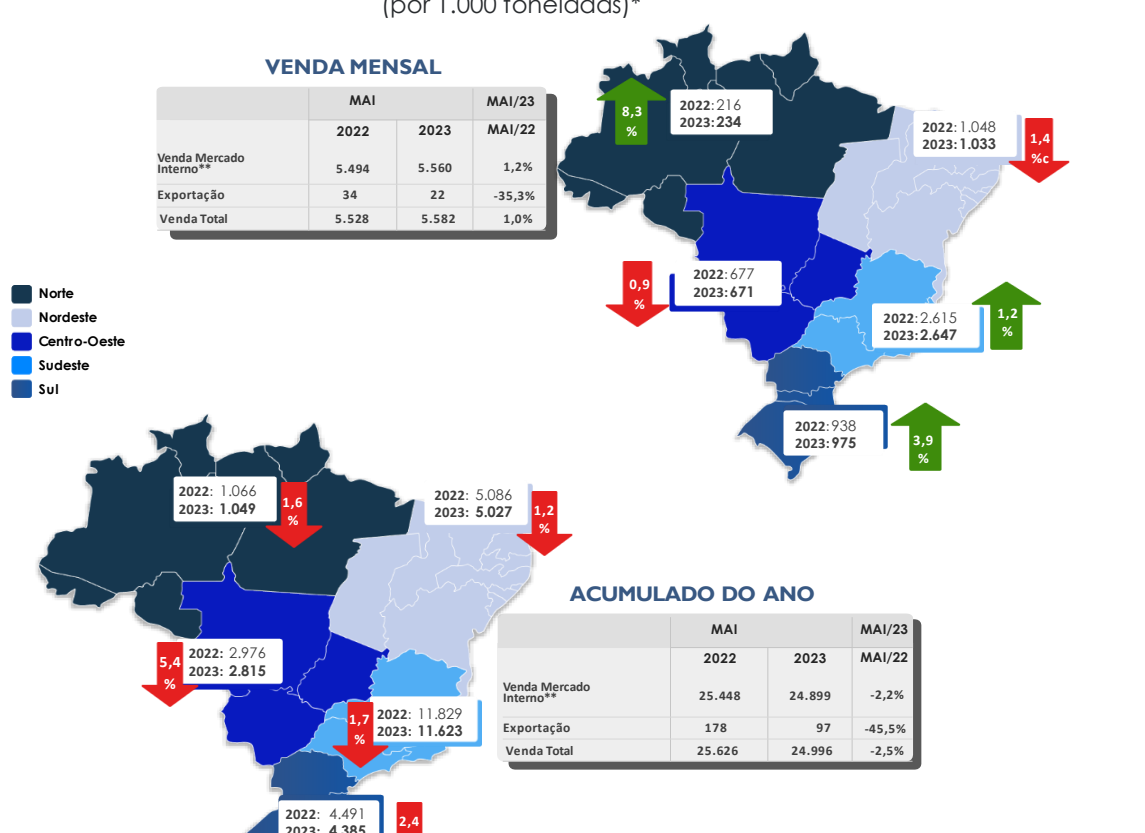 (por 1.000 toneladas)*
VENDA MENSAL
MAI MAI/23
2022 2023 MAI/22
Venda Mercado
Interno** 5.494 5.560 1,2%
Exportação 34 22 -35,3%
Venda Total 5.528 5.582 1,0%
8,3
%
2022: 216
2023: 234
2022: 1.048
2023: 1.033
1,4
%c
0,9
%
2022: 677
2023: 671
2022: 2.615
2023: 2.647
1,2
%
2022: 938
2023: 975
3,9
%
Norte
Nordeste
Centro-Oeste
Sudeste
Sul
2022: 1.066
2023: 1.049
1,6
%
2022: 5.086
2023: 5.027
1,2
%
5,4
%
2022: 2.976
2023: 2.815
1,7
%
2022: 11.829
2023: 11.623
2022: 4.491
2023: 4.385
2,4
ACUMULADO DO ANO
MAI MAI/23
2022 2023 MAI/22
Venda Mercado
Interno** 25.448 24.899 -2,2%
Exportação 178 97 -45,5%
Venda Total 25.626 24.996 -2,5%